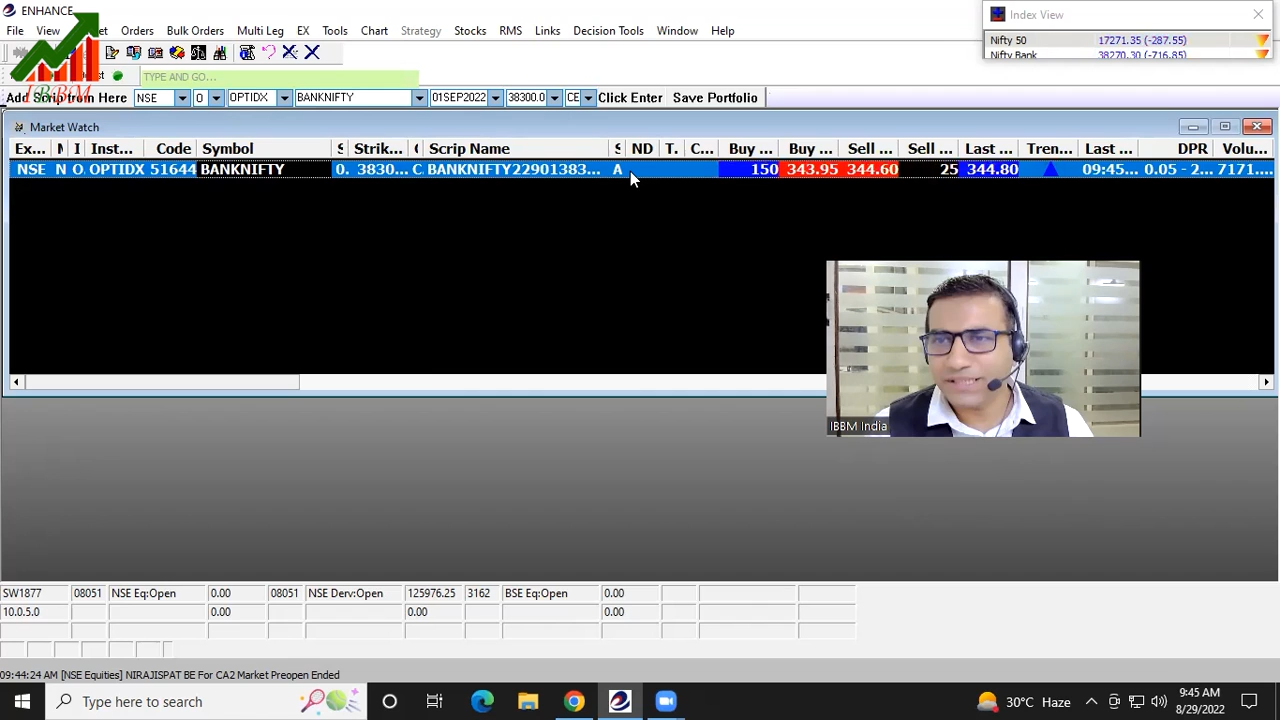 ENHANCE
Index View
File View et Orders Bulk Orders Multi Leg EX Tools Chart Strategy Stocks RMS Links Decision Tools Window Help
Nifty 50 17271.35 (-287.55)
Nifty Bank 38270.30 (-716.85)
TYPE AND GO...
IBBM
Add Scrip from Here NSE O OPTIDX BANKNIFTY 01SEP2022 38300.0 CE Click Enter Save Portfolio
Market Watch
Ex... I Inst... Code Symbol S Strik... Scrip Name S ND T. C... Buy ... Buy ... Sell ... Sell ... Last ... Tren... Last ... DPR Volu...
NSE N O. OPTIDX 51644 BANKNIFTY 0. 3830... C BANKNIFTY22901383... A 150 343.95 344.60 25 344.80 09:45... 0.05 - 2... 7171....
IBBM India
SW1877 08051 NSE Eq:Open 0.00 08051 NSE Derv:Open 125976.25 3162 BSE Eq:Open 0.00
10.0.5.0 0.00 0.00 0.00
09:44:24 AM [NSE Equities] NIRAJISPAT BE For CA2 Market Preopen Ended
Type here to search
30°C Haze
9:45 AM
8/29/2022